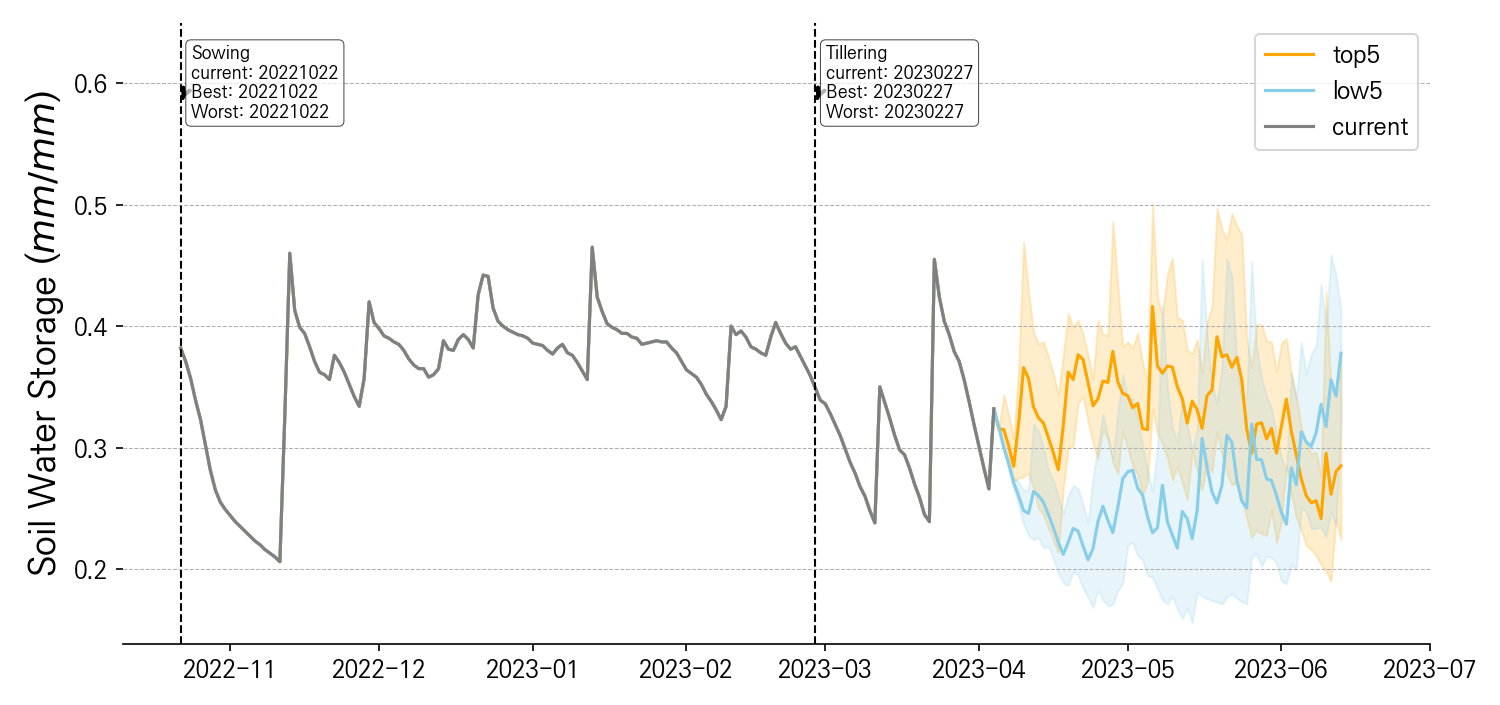 Sowing
current: 20221022
Best: 20221022
Worst: 20221022
Tillering
current: 20230227
Best: 20230227
Worst: 20230227
top5
low5
current
Soil Water Storage (mm/mm)
0.6
0.5
0.4
0.3
0.2
2022-11
2022-12
2023-01
2023-02
2023-03
2023-04
2023-05
2023-06
2023-07